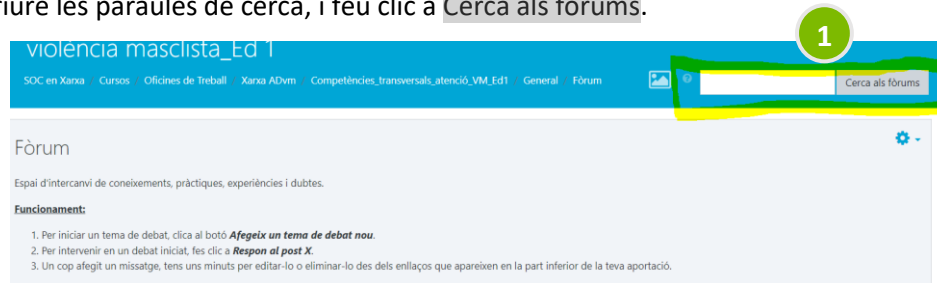 les paraules de cerca, i feu clic a Cerca als fòrums.
1
violència masclista_Ed 1
SOC en Xarxa Cursos Oficines de Treball Xarxa ADvm Competències_transversals_atenció_VM_Ed1 General Fòrum
Cerca als fòrums
Fòrum
Espai d'intercanvi de coneixements, pràctiques, experiències i dubtes.
Funcionament:
1. Per iniciar un tema de debat, clica al botó Afegeix un tema de debat nou.
2. Per intervenir en un debat iniciat, fes clic a Respon al post X.
3. Un cop afegit un missatge, tens uns minuts per editar-lo o eliminar-lo des dels enllaços que apareixen en la part inferior de la teva aportació.